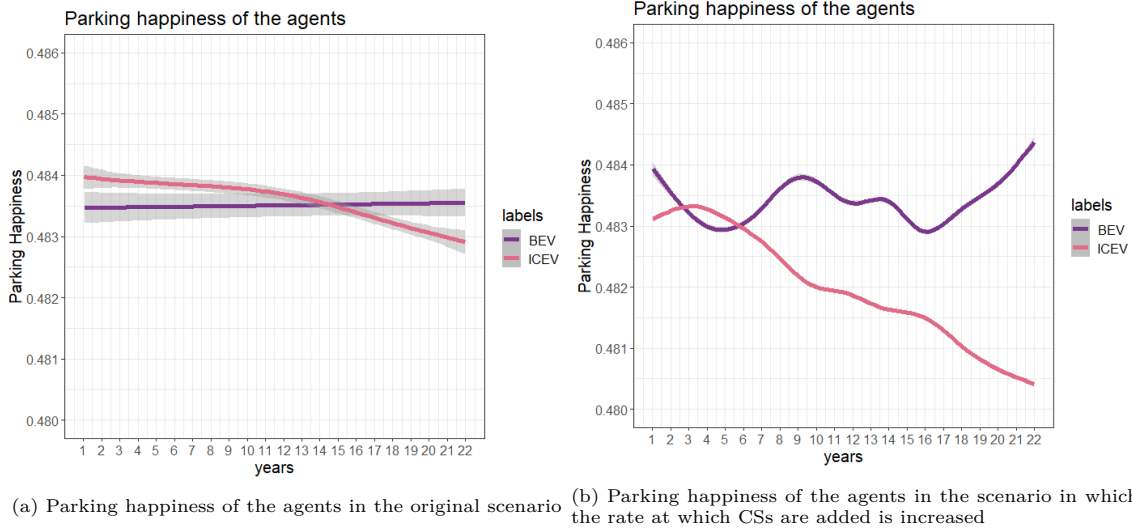 Parking happiness of the agents
Parking Happiness
0.486
0.485
0.484
0.483
0.482
0.481
0.480
1 2 3 4 5 6 7 8 9 10 11 12 13 14 15 16 17 18 19 20 21 22
years
labels
BEV
ICEV
(a) Parking happiness of the agents in the original scenario
Parking happiness of the agents
Parking Happiness
0.486
0.485
0.484
0.483
0.482
0.481
0.480
1 2 3 4 5 6 7 8 9 10 11 12 13 14 15 16 17 18 19 20 21 22
years
labels
BEV
ICEV
(b) Parking happiness of the agents in the scenario in which
the rate at which CSs are added is increased